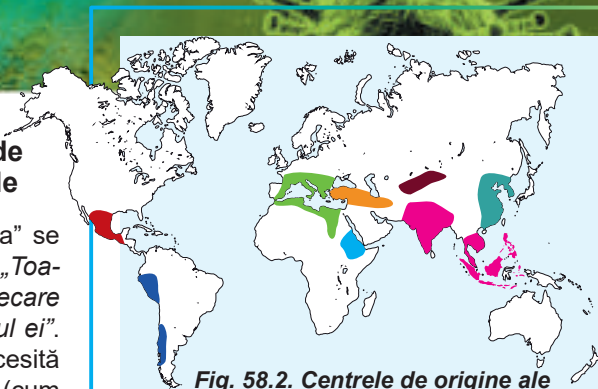 de
le
a” se
„Toa-
ecare
ul ei”.
cesită
(cum
Fig. 58.2. Centrele de origine ale